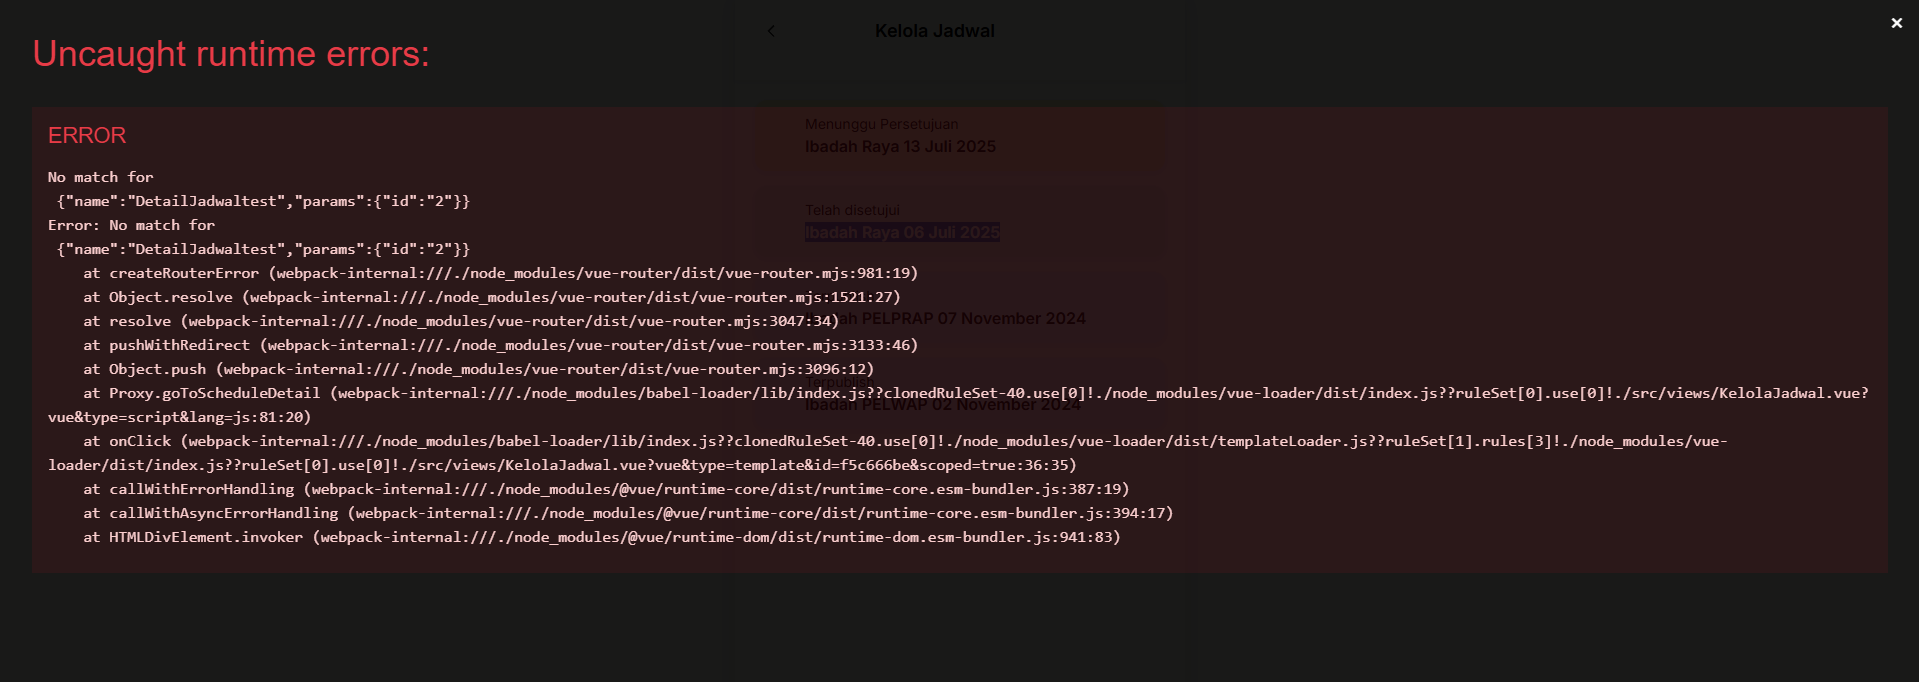 Kelola Jadwal
Uncaught runtime errors:
ERROR
Menunggu Persetujuan
Ibadah Raya 13 Juli 2025
No match for
{"name":"DetailJadwaltest","params":{"id":"2"}}
Telah disetujui
Error: No match for
Ibadah Raya 06 Juli 2025
{"name":"DetailJadwaltest","params":{"id":"2"}}
at createRouterError (webpack-internal:///./node_modules/vue-router/dist/vue-router.mjs:981:19)
at Object.resolve (webpack-internal:///./node_modules/vue-router/dist/vue-router.mjs:1521:27)
at resolve (webpack-internal:///./node_modules/vue-router/dist/vue-router.mjs:3047:34)
Ibadah PELPRAP 07 November 2024
at pushWithRedirect (webpack-internal:///./node_modules/vue-router/dist/vue-router.mjs:3133:46)
at Object.push (webpack-internal:///./node_modules/vue-router/dist/vue-router.mjs:3096:12)
Terpublish
at Proxy.goToScheduleDetail (webpack-internal:///./node_modules/babel-loader/lib/index.js??clonedRuleSet-40.use[0]!./node_modules/vue-loader/dist/index.js??ruleSet[0].use[0]!./src/views/KelolaJadwal.vue?
vue&type=script&lang=js:81:20)
Ibadah PELWAP 02 November 2024
at onClick (webpack-internal:///./node_modules/babel-loader/lib/index.js??clonedRuleSet-40.use[0]!./node_modules/vue-loader/dist/templateLoader.js??ruleSet[1].rules[3]!./node_modules/vue-
loader/dist/index.js??ruleSet[0].use[0]!./src/views/KelolaJadwal.vue?vue&type=template&id=f5c666be&scoped=true:36:35)
at callWithErrorHandling (webpack-internal:///./node_modules/@vue/runtime-core/dist/runtime-core.esm-bundler.js:387:19)
at callWithAsyncErrorHandling (webpack-internal:///./node_modules/@vue/runtime-core/dist/runtime-core.esm-bundler.js:394:17)
at HTMLDivElement.invoker (webpack-internal:///./node_modules/@vue/runtime-dom/dist/runtime-dom.esm-bundler.js:941:83)